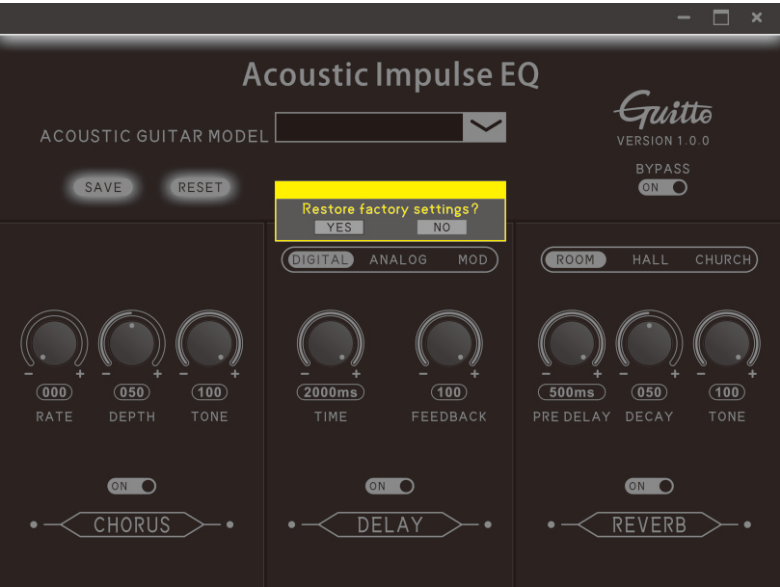 Acoustic Impulse EQ
Guitto
VERSION 1.0.0
ACOUSTIC GUITAR MODEL
BYPASS
ON
SAVE RESET
Restore factory settings?
YES NO
DIGITAL ANALOG MOD
ROOM HALL CHURCH
- + - + - + - + - + - + - + - +
000 050 100 2000ms 100 500ms 050 100
RATE DEPTH TONE TIME FEEDBACK PRE DELAY DECAY TONE
ON ON ON
CHORUS DELAY REVERB